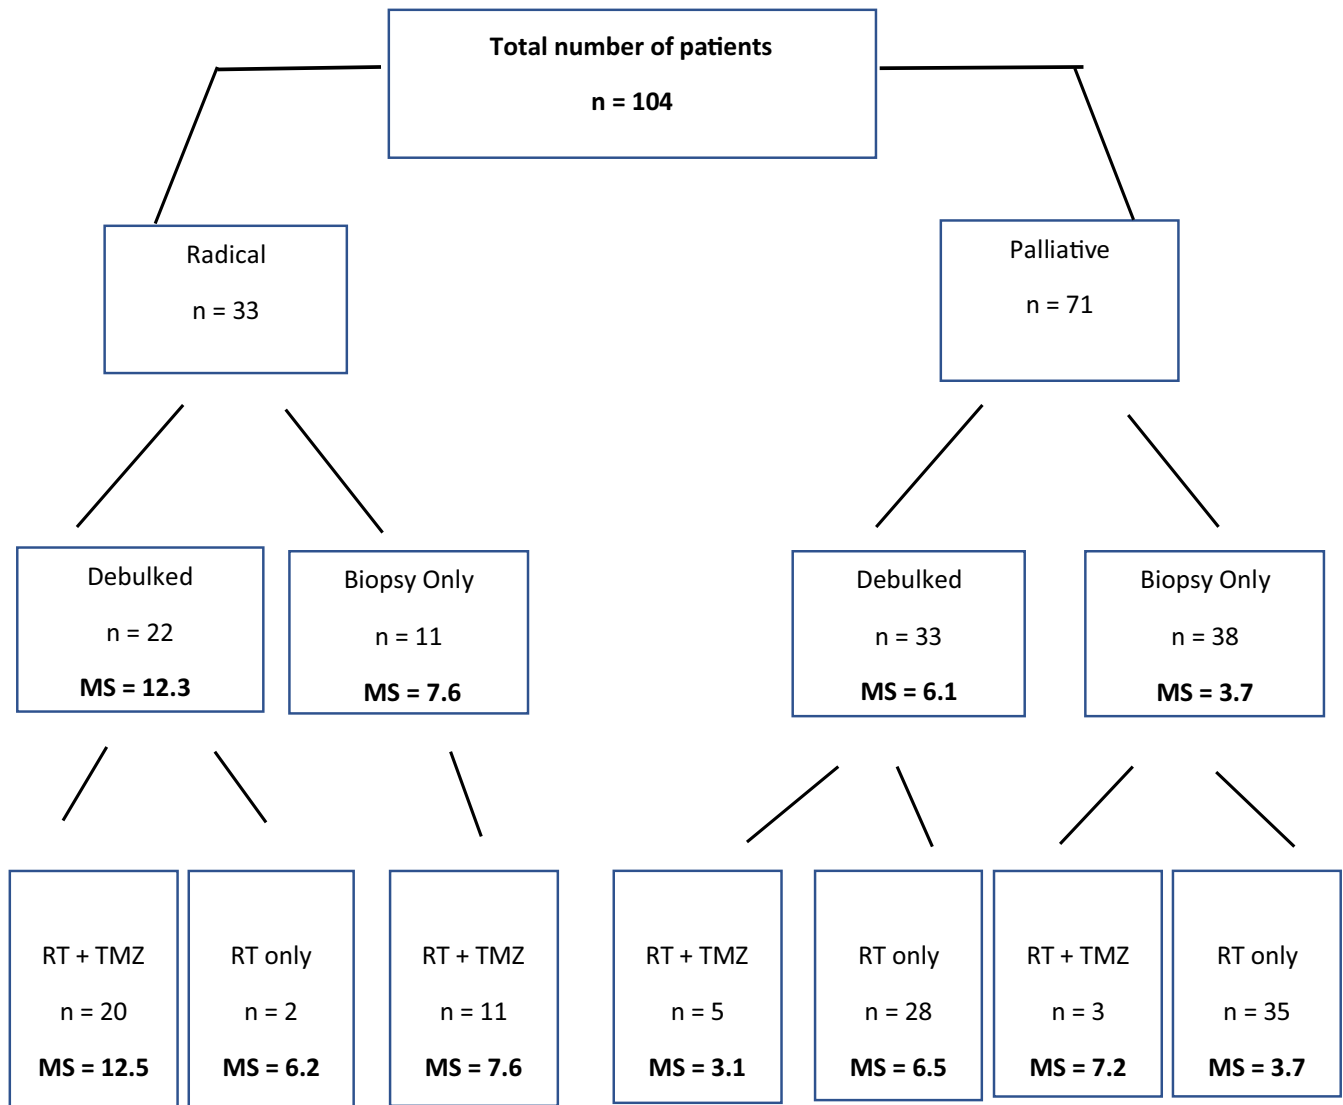 Total number of patients
n = 104
Radical
n = 33
Palliative
n = 71
Debulked
n = 22
MS = 12.3
Biopsy Only
n = 11
MS = 7.6
Debulked
n = 33
MS = 6.1
Biopsy Only
n = 38
MS = 3.7
RT + TMZ
n = 20
MS = 12.5
RT only
n = 2
MS = 6.2
RT + TMZ
n = 11
MS = 7.6
RT + TMZ
n = 5
MS = 3.1
RT only
n = 28
MS = 6.5
RT + TMZ
n = 3
MS = 7.2
RT only
n = 35
MS = 3.7